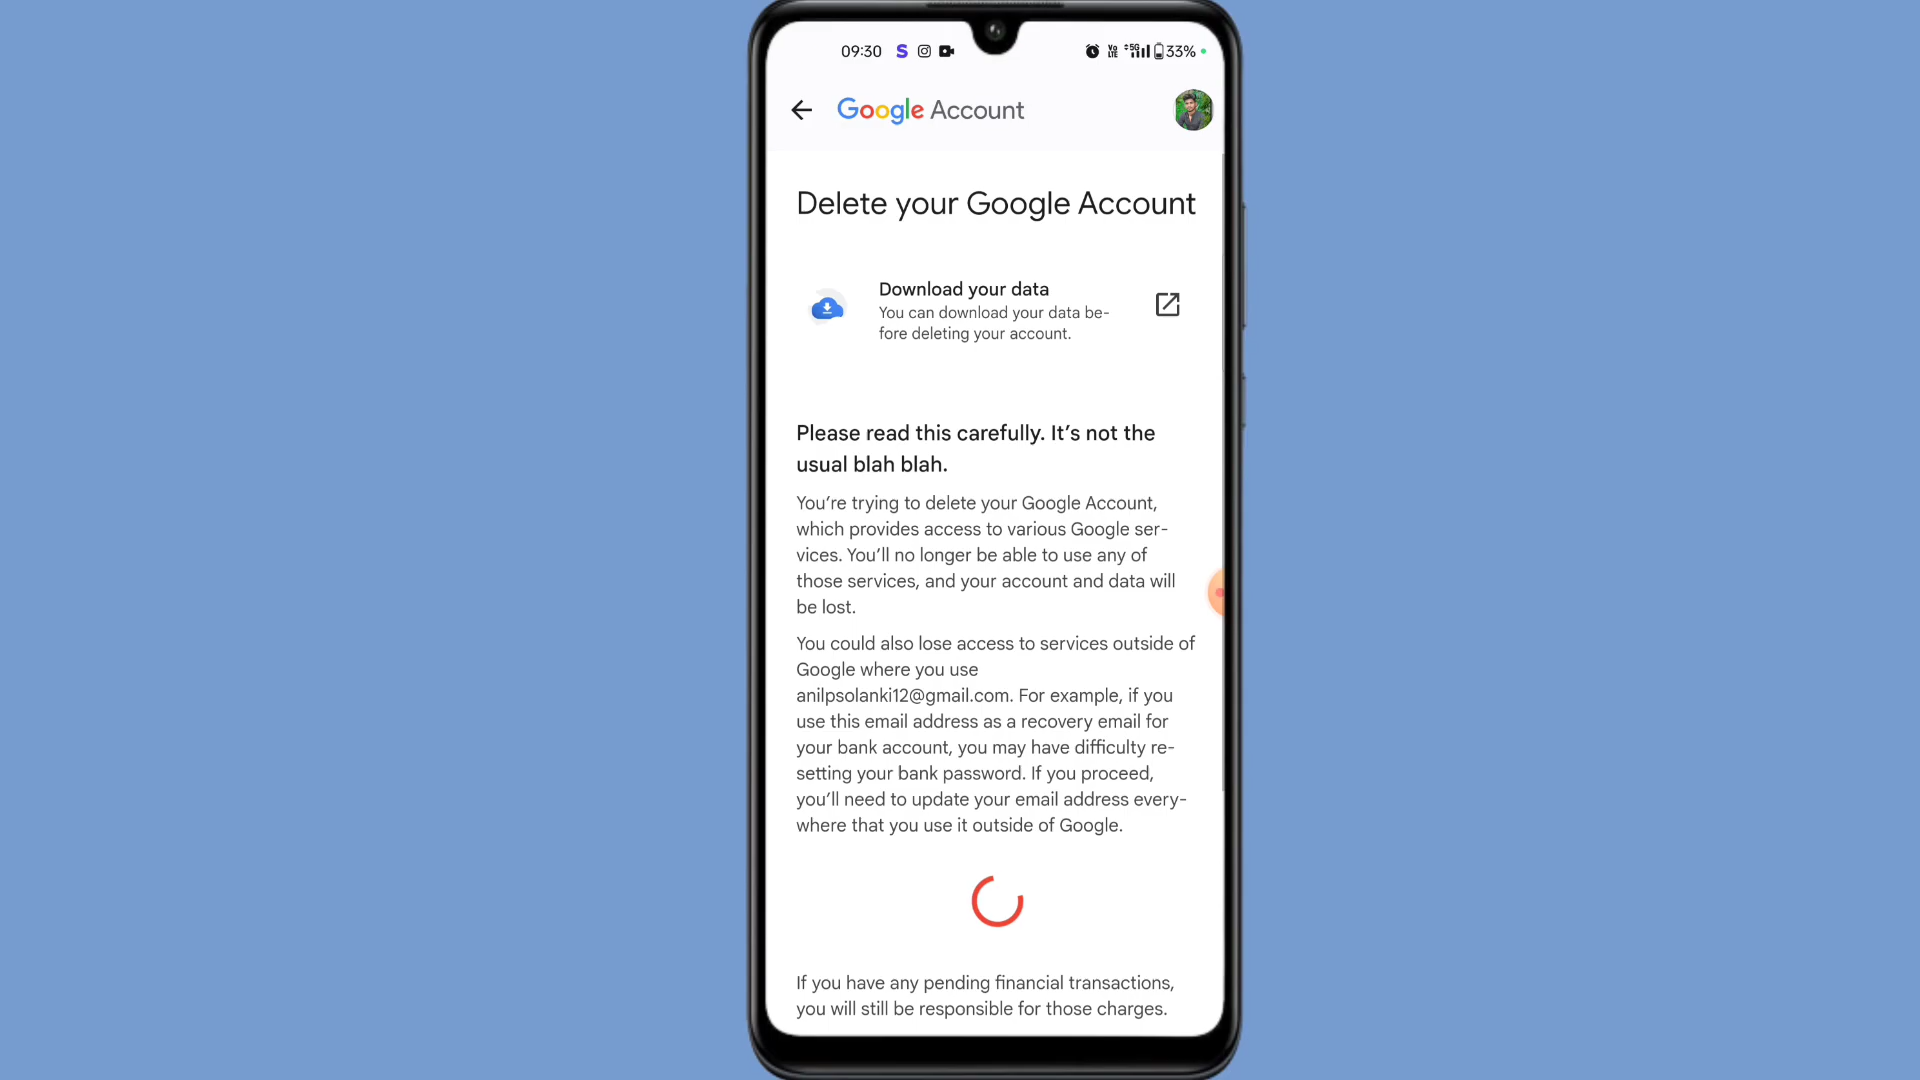 09:30 S 5G 33%
Google Account
Delete your Google Account
Download your data
You can download your data be-
fore deleting your account.
Please read this carefully. It’s not the
usual blah blah.
You’re trying to delete your Google Account,
which provides access to various Google ser-
vices. You’ll no longer be able to use any of
those services, and your account and data will
be lost.
You could also lose access to services outside of
Google where you use
anilpsolanki12@gmail.com. For example, if you
use this email address as a recovery email for
your bank account, you may have difficulty re-
setting your bank password. If you proceed,
you’ll need to update your email address every-
where that you use it outside of Google.
If you have any pending financial transactions,
you will still be responsible for those charges.